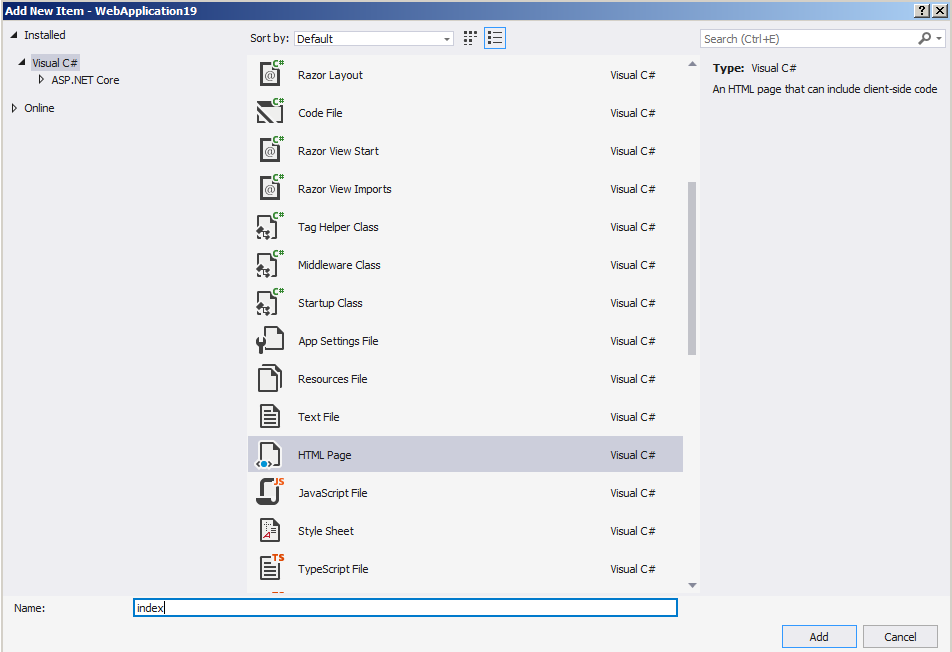 Add New Item - WebApplication19
Installed
Visual C#
ASP.NET Core
Online
Sort by: Default
Search (Ctrl+E)
C# Razor Layout Visual C#
C# Code File Visual C#
C# Razor View Start Visual C#
C# Razor View Imports Visual C#
C# Tag Helper Class Visual C#
C# Middleware Class Visual C#
C# Startup Class Visual C#
App Settings File Visual C#
Resources File Visual C#
Text File Visual C#
HTML Page Visual C#
JS JavaScript File Visual C#
Style Sheet Visual C#
TS TypeScript File Visual C#
Type: Visual C#
An HTML page that can include client-side code
Name: index
Add Cancel